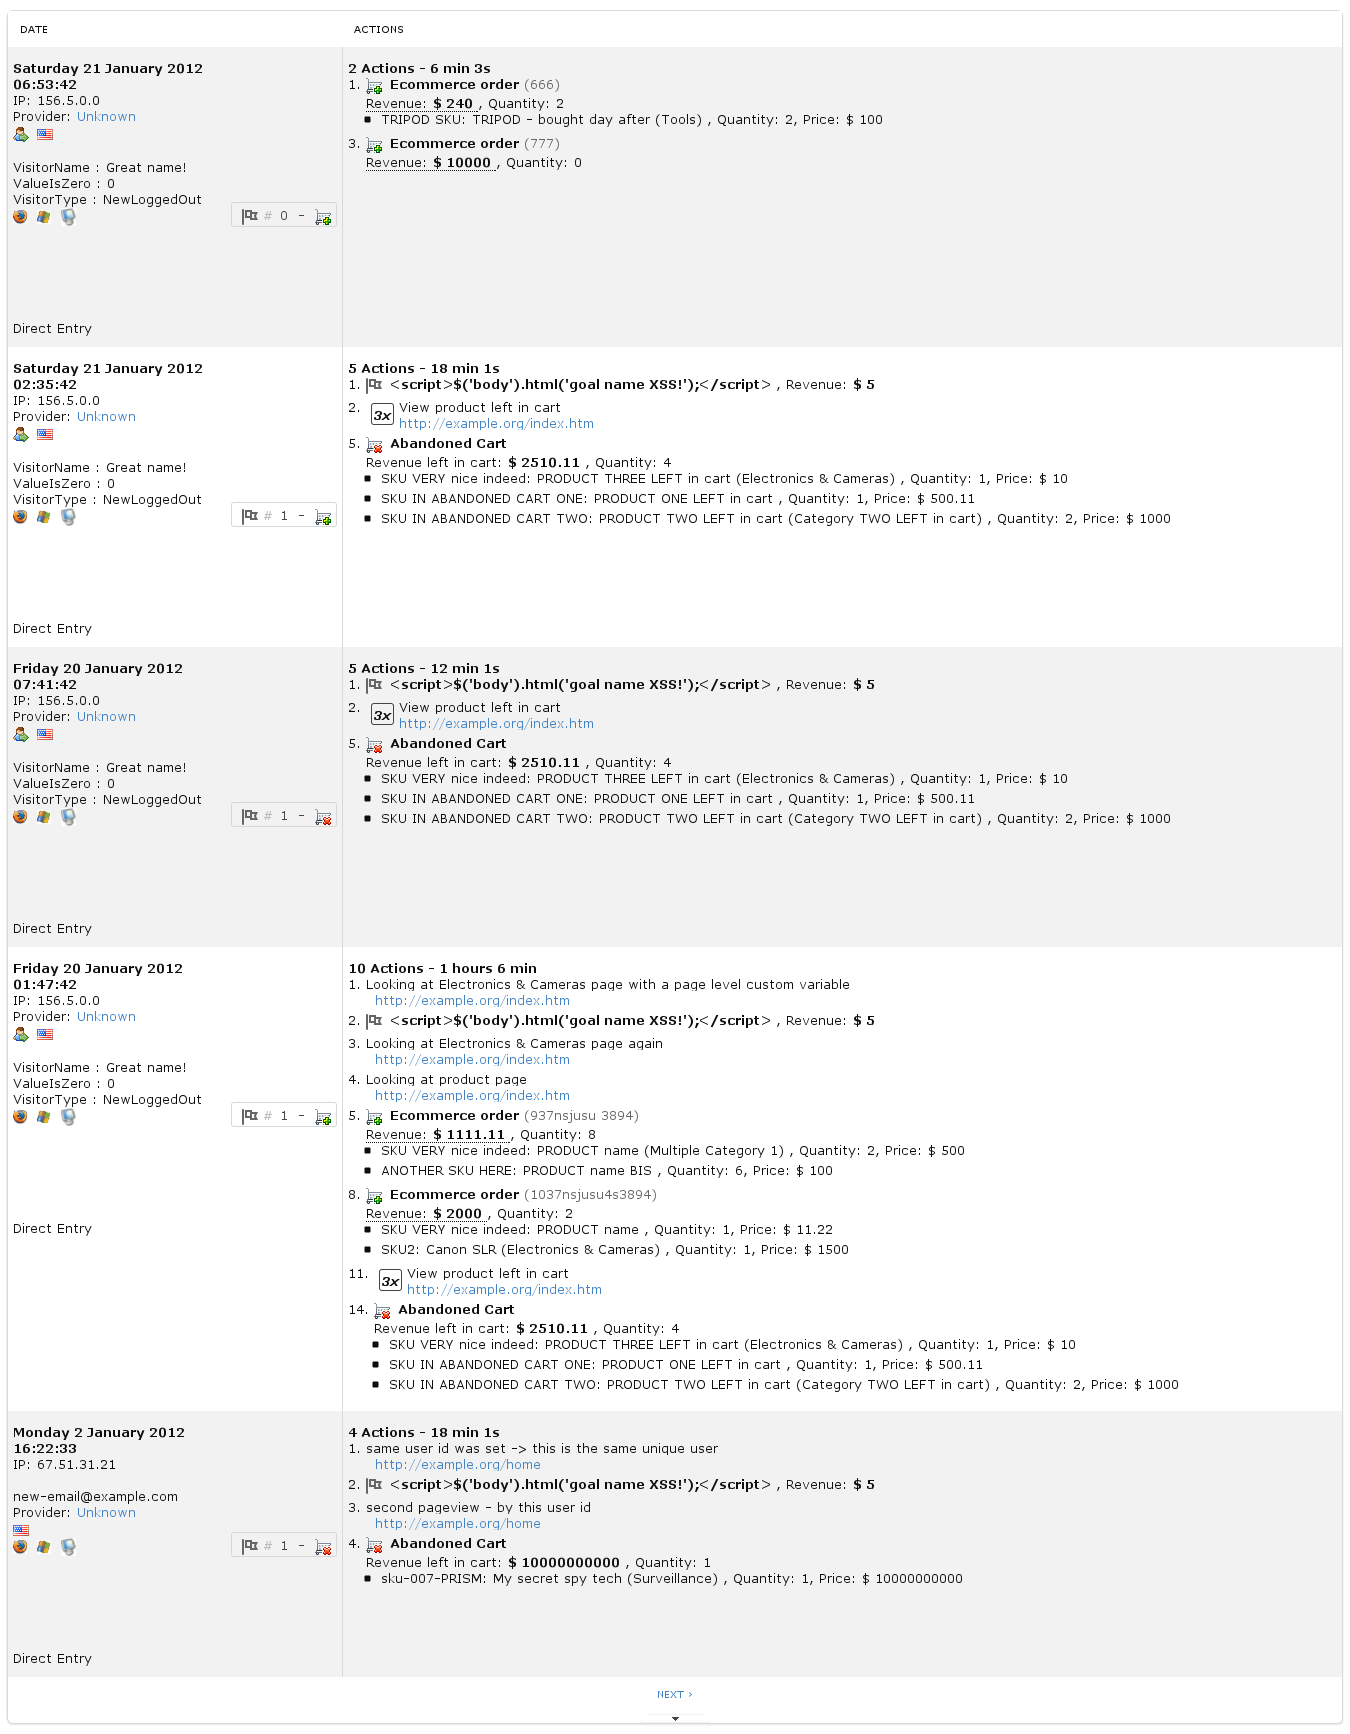 DATE
ACTIONS
Saturday 21 January 2012
06:53:42
IP: 156.5.0.0
Provider: Unknown
VisitorName : Great name!
ValueIsZero : 0
VisitorType : NewLoggedOut
# 0 -
Direct Entry
2 Actions - 6 min 3s
1. Ecommerce order (666)
Revenue: $ 240 , Quantity: 2
TRIPOD SKU: TRIPOD - bought day after (Tools) , Quantity: 2, Price: $ 100
3. Ecommerce order (777)
Revenue: $ 10000 , Quantity: 0
Saturday 21 January 2012
02:35:42
IP: 156.5.0.0
Provider: Unknown
VisitorName : Great name!
ValueIsZero : 0
VisitorType : NewLoggedOut
# 1 -
Direct Entry
5 Actions - 18 min 1s
1. <script>$('body').html('goal name XSS!');</script> , Revenue: $ 5
2. 3x View product left in cart
http://example.org/index.htm
5. Abandoned Cart
Revenue left in cart: $ 2510.11 , Quantity: 4
SKU VERY nice indeed: PRODUCT THREE LEFT in cart (Electronics & Cameras) , Quantity: 1, Price: $ 10
SKU IN ABANDONED CART ONE: PRODUCT ONE LEFT in cart , Quantity: 1, Price: $ 500.11
SKU IN ABANDONED CART TWO: PRODUCT TWO LEFT in cart (Category TWO LEFT in cart) , Quantity: 2, Price: $ 1000
Friday 20 January 2012
07:41:42
IP: 156.5.0.0
Provider: Unknown
VisitorName : Great name!
ValueIsZero : 0
VisitorType : NewLoggedOut
# 1 -
Direct Entry
5 Actions - 12 min 1s
1. <script>$('body').html('goal name XSS!');</script> , Revenue: $ 5
2. 3x View product left in cart
http://example.org/index.htm
5. Abandoned Cart
Revenue left in cart: $ 2510.11 , Quantity: 4
SKU VERY nice indeed: PRODUCT THREE LEFT in cart (Electronics & Cameras) , Quantity: 1, Price: $ 10
SKU IN ABANDONED CART ONE: PRODUCT ONE LEFT in cart , Quantity: 1, Price: $ 500.11
SKU IN ABANDONED CART TWO: PRODUCT TWO LEFT in cart (Category TWO LEFT in cart) , Quantity: 2, Price: $ 1000
Friday 20 January 2012
01:47:42
IP: 156.5.0.0
Provider: Unknown
VisitorName : Great name!
ValueIsZero : 0
VisitorType : NewLoggedOut
# 1 -
Direct Entry
10 Actions - 1 hours 6 min
1. Looking at Electronics & Cameras page with a page level custom variable
http://example.org/index.htm
2. <script>$('body').html('goal name XSS!');</script> , Revenue: $ 5
3. Looking at Electronics & Cameras page again
http://example.org/index.htm
4. Looking at product page
http://example.org/index.htm
5. Ecommerce order (937nsjusu 3894)
Revenue: $ 1111.11 , Quantity: 8
SKU VERY nice indeed: PRODUCT name (Multiple Category 1) , Quantity: 2, Price: $ 500
ANOTHER SKU HERE: PRODUCT name BIS , Quantity: 6, Price: $ 100
8. Ecommerce order (1037nsjusu4s3894)
Revenue: $ 2000 , Quantity: 2
SKU VERY nice indeed: PRODUCT name , Quantity: 1, Price: $ 11.22
SKU2: Canon SLR (Electronics & Cameras) , Quantity: 1, Price: $ 1500
11. 3x View product left in cart
http://example.org/index.htm
14. Abandoned Cart
Revenue left in cart: $ 2510.11 , Quantity: 4
SKU VERY nice indeed: PRODUCT THREE LEFT in cart (Electronics & Cameras) , Quantity: 1, Price: $ 10
SKU IN ABANDONED CART ONE: PRODUCT ONE LEFT in cart , Quantity: 1, Price: $ 500.11
SKU IN ABANDONED CART TWO: PRODUCT TWO LEFT in cart (Category TWO LEFT in cart) , Quantity: 2, Price: $ 1000
Monday 2 January 2012
16:22:33
IP: 67.51.31.21
new-email@example.com
Provider: Unknown
# 1 -
Direct Entry
4 Actions - 18 min 1s
1. same user id was set -> this is the same unique user
http://example.org/home
2. <script>$('body').html('goal name XSS!');</script> , Revenue: $ 5
3. second pageview - by this user id
http://example.org/home
4. Abandoned Cart
Revenue left in cart: $ 10000000000 , Quantity: 1
sku-007-PRISM: My secret spy tech (Surveillance) , Quantity: 1, Price: $ 10000000000
NEXT ›